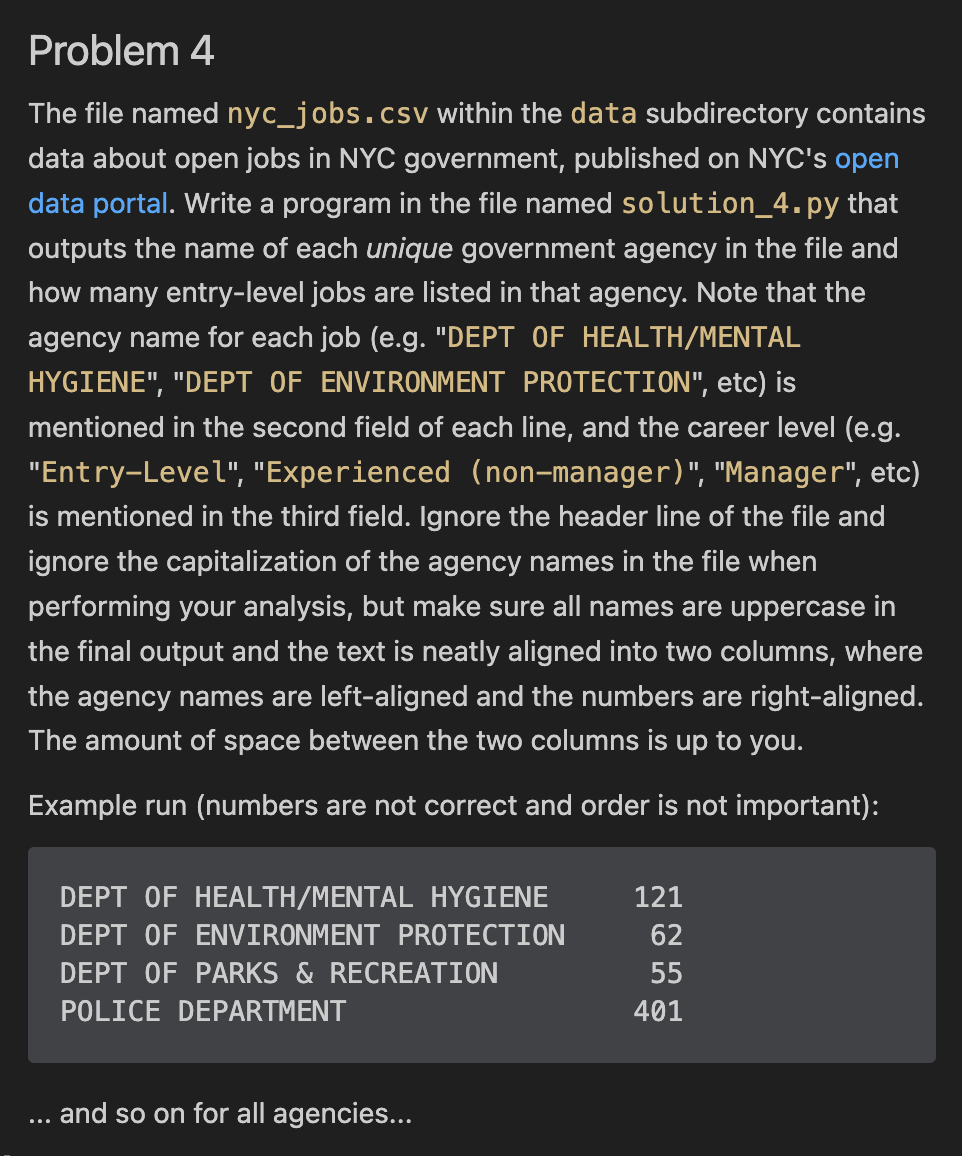 Problem 4
The file named nyc_jobs.csv within the data subdirectory contains
data about open jobs in NYC government, published on NYC's open
data portal. Write a program in the file named solution_4.py that
outputs the name of each unique government agency in the file and
how many entry-level jobs are listed in that agency. Note that the
agency name for each job (e.g. "DEPT OF HEALTH/MENTAL
HYGIENE", "DEPT OF ENVIRONMENT PROTECTION", etc) is
mentioned in the second field of each line, and the career level (e.g.
"Entry-Level", "Experienced (non-manager)", "Manager", etc)
is mentioned in the third field. Ignore the header line of the file and
ignore the capitalization of the agency names in the file when
performing your analysis, but make sure all names are uppercase in
the final output and the text is neatly aligned into two columns, where
the agency names are left-aligned and the numbers are right-aligned.
The amount of space between the two columns is up to you.
Example run (numbers are not correct and order is not important):
DEPT OF HEALTH/MENTAL HYGIENE     121
DEPT OF ENVIRONMENT PROTECTION     62
DEPT OF PARKS & RECREATION         55
POLICE DEPARTMENT                 401
... and so on for all agencies...